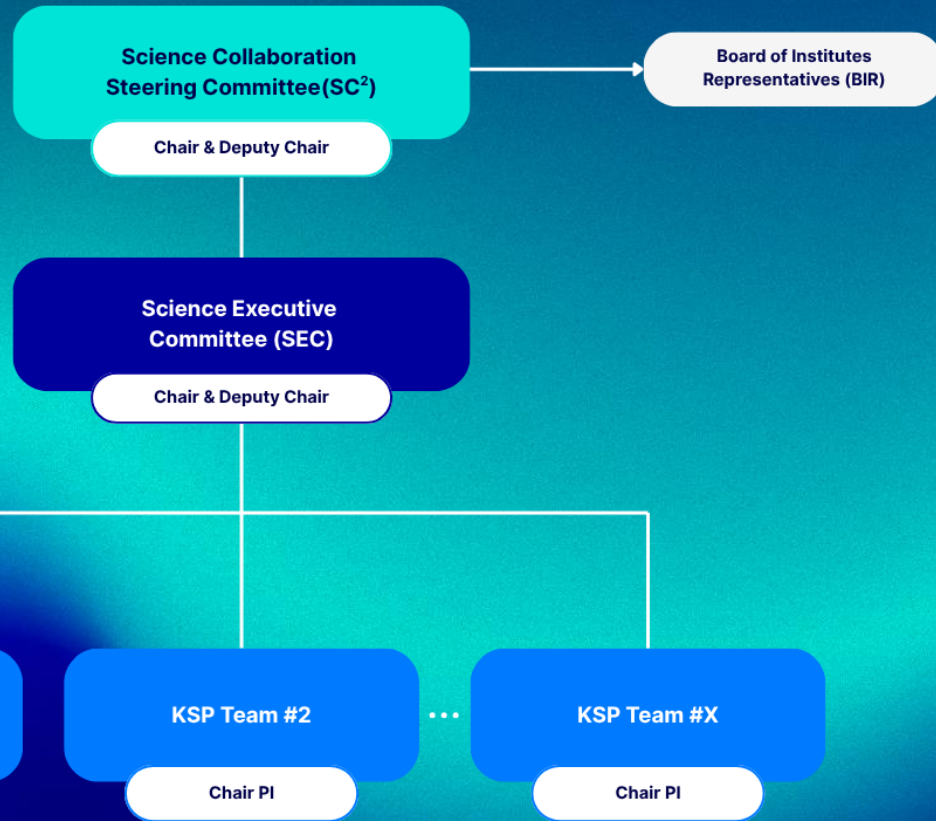 Science Collaboration
Steering Committee(SC²)
Board of Institutes
Representatives (BIR)
Chair & Deputy Chair
Science Executive
Committee (SEC)
Chair & Deputy Chair
KSP Team #2
...
KSP Team #X
Chair PI
Chair PI